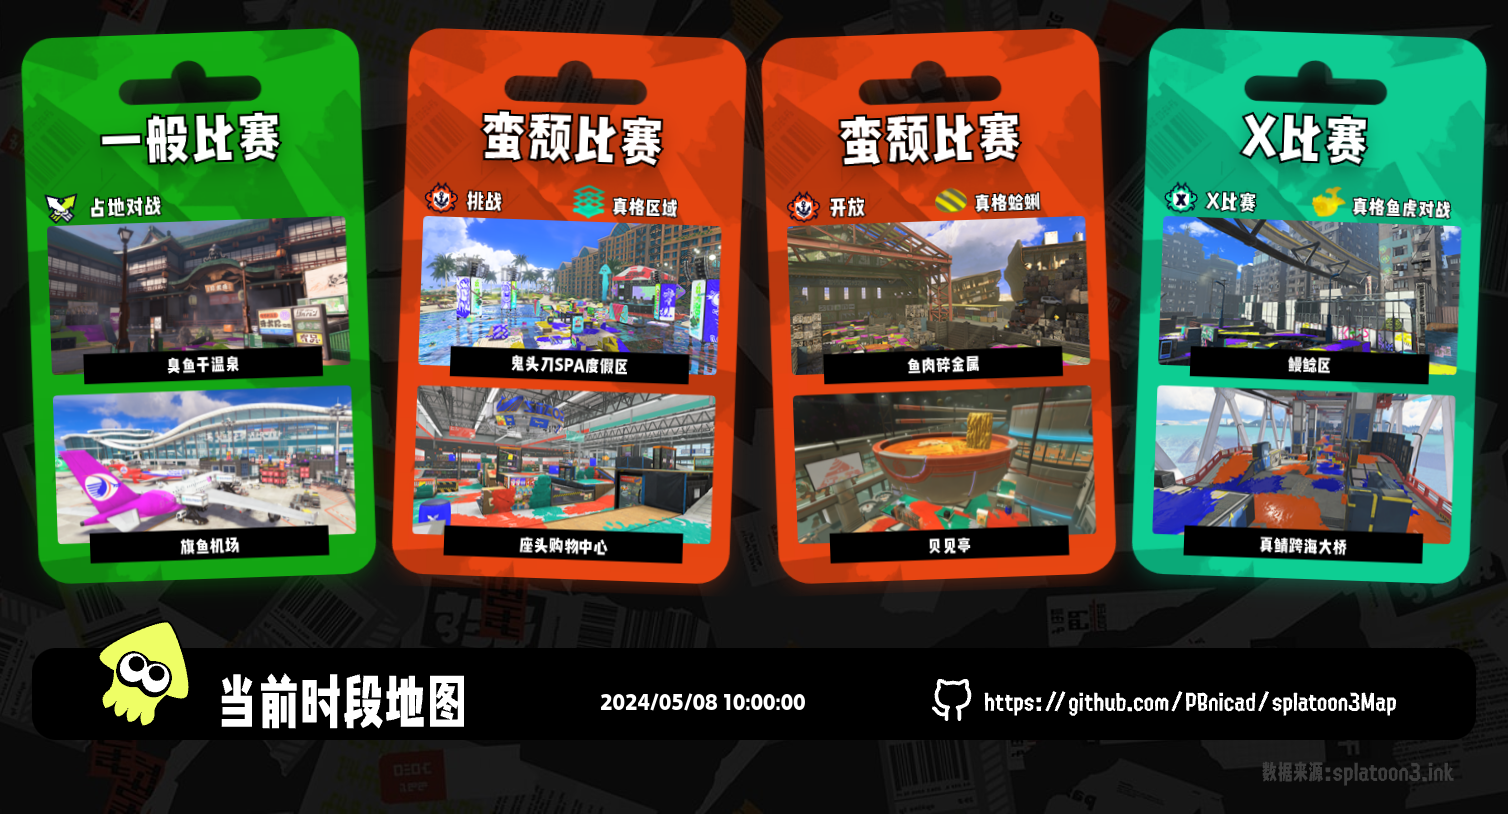 一般比赛
占地对战
臭鱼干温泉
旗鱼机场
蛮颓比赛
挑战
真格区域
鬼头刀SPA度假区
座头购物中心
蛮颓比赛
开放
真格蛤蜊
鱼肉碎金属
贝贝亭
X比赛
X比赛
真格鱼虎对战
鳗鲶区
真鲭跨海大桥
当前时段地图
2024/05/08 10:00:00
https://github.com/PBnicad/splatoon3Map
数据来源:splatoon3.ink